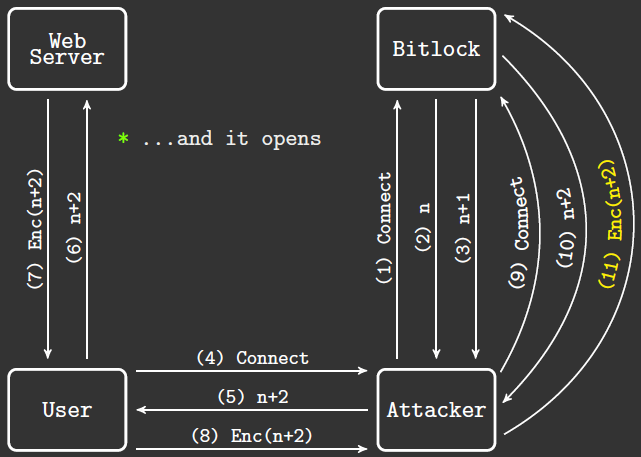 Web
Server
Bitlock
* ...and it opens
(7) Enc(n+2)
(6) n+2
(1) Connect
(2) n
(3) n+1
(9) Connect
(10) n+2
(11) Enc(n+2)
(4) Connect
(5) n+2
(8) Enc(n+2)
User
Attacker